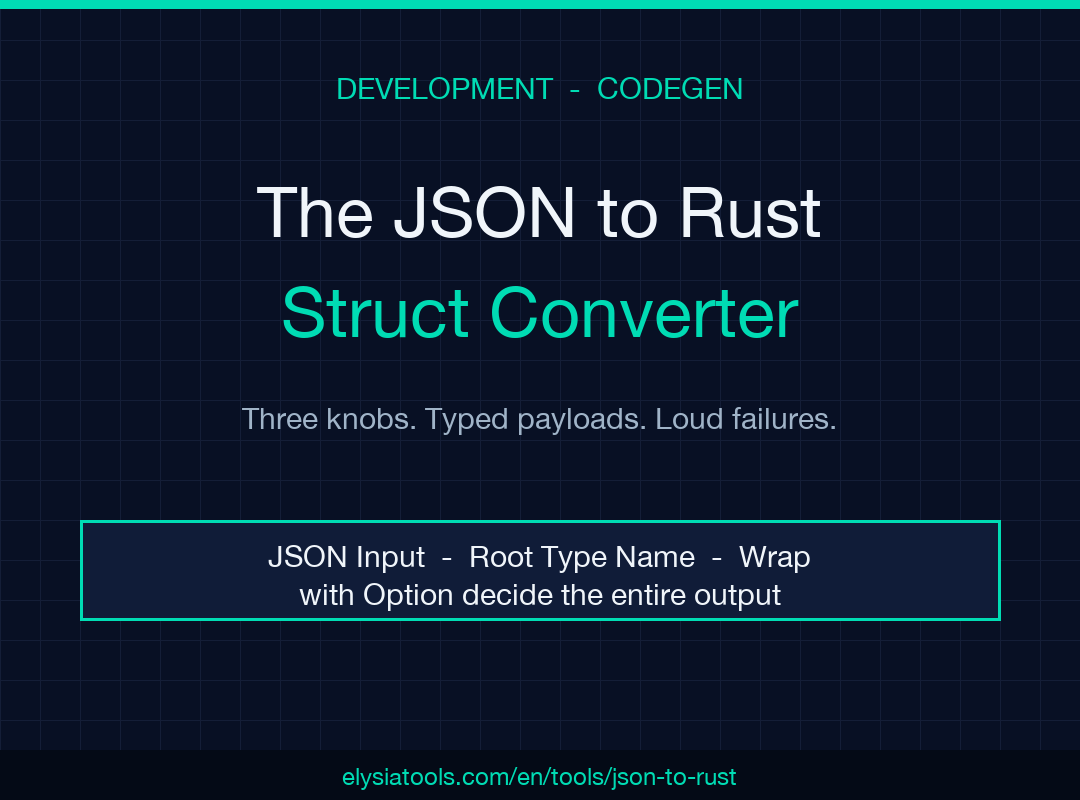 DEVELOPMENT - CODEGEN
The JSON to Rust
Struct Converter
Three knobs. Typed payloads. Loud failures.
JSON Input - Root Type Name - Wrap
with Option decide the entire output
elysiatools.com/en/tools/json-to-rust